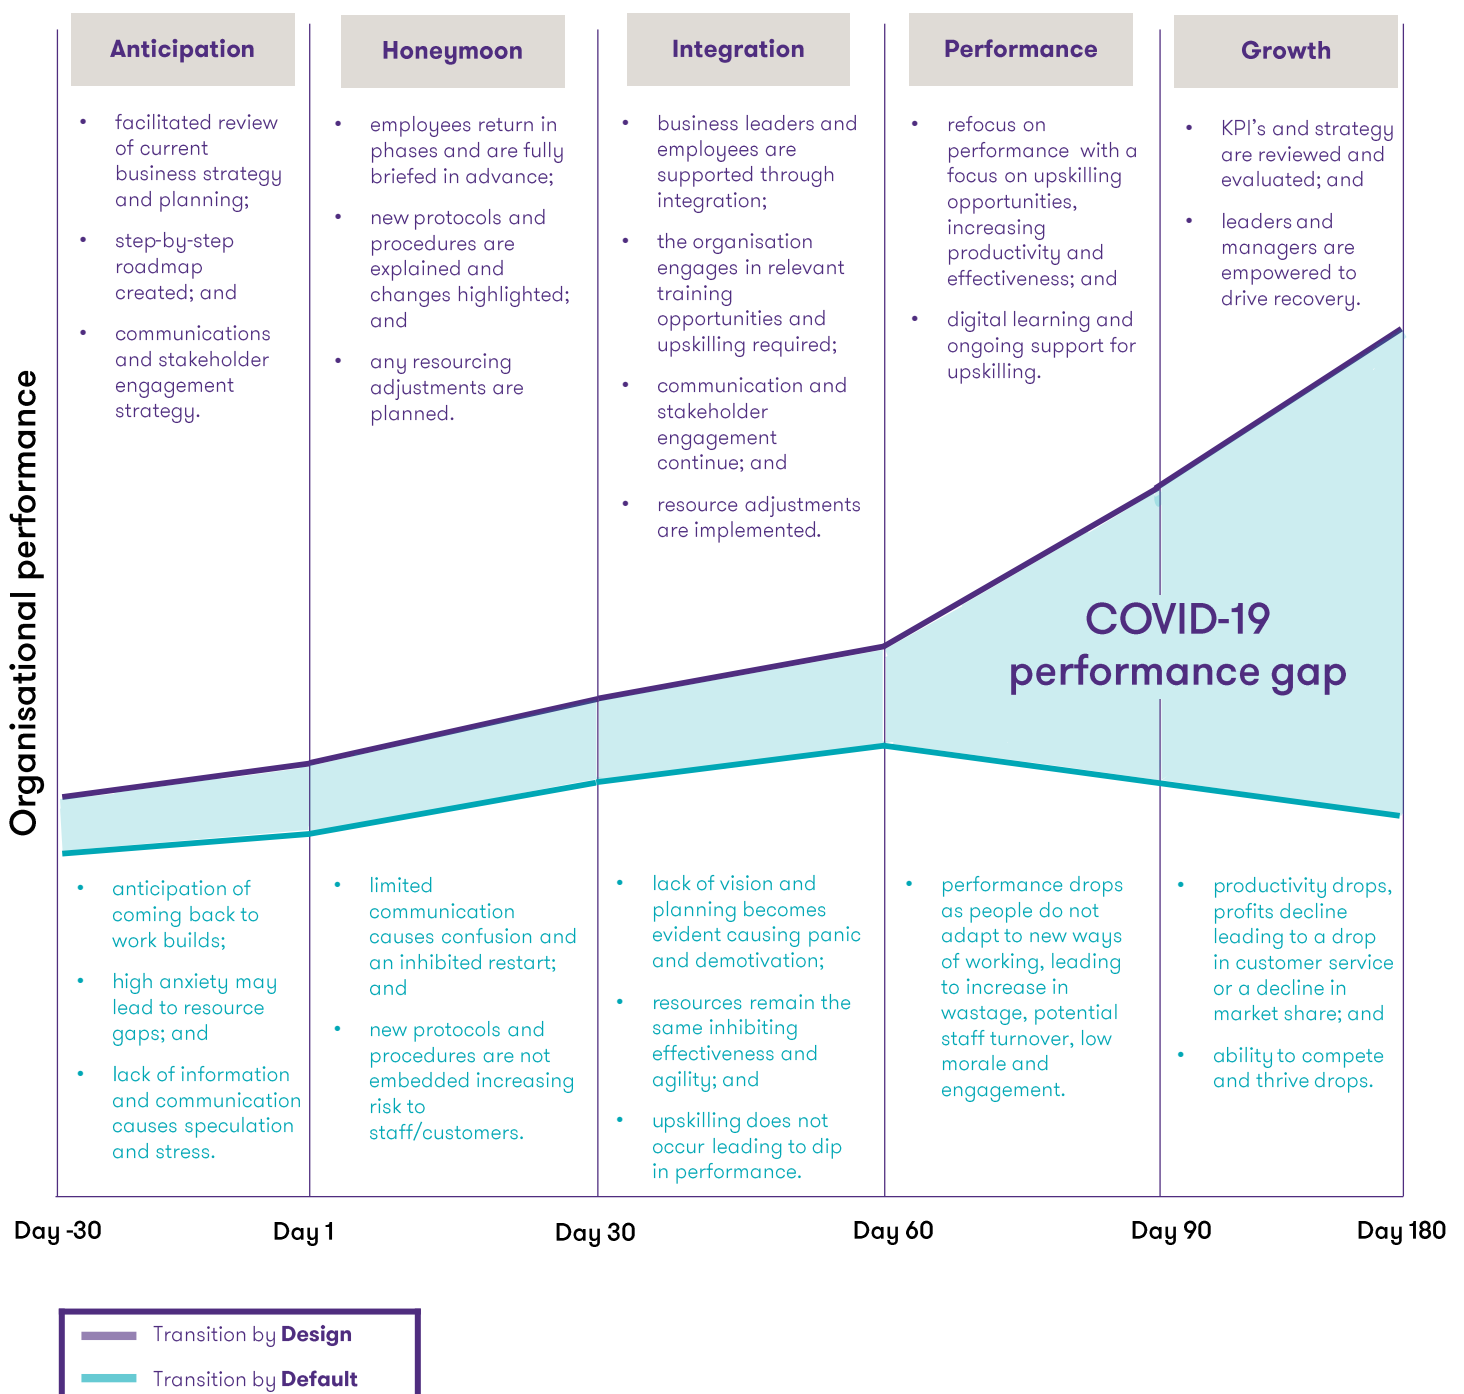 Anticipation
Honeymoon
Integration
Performance
Growth
• facilitated review
of current
business strategy
and planning;
• step-by-step
roadmap
created; and
• communications
and stakeholder
engagement
strategy.
• employees return in
phases and are fully
briefed in advance;
• new protocols and
procedures are
explained and
changes highlighted;
and
• any resourcing
adjustments are
planned.
• business leaders and
employees are
supported through
integration;
• the organisation
engages in relevant
training
opportunities and
upskilling required;
• communication and
stakeholder
engagement
continue; and
• resource adjustments
are implemented.
• refocus on
performance with a
focus on upskilling
opportunities,
increasing
productivity and
effectiveness; and
• digital learning and
ongoing support for
upskilling.
• KPI's and strategy
are reviewed and
evaluated; and
• leaders and
managers are
empowered to
drive recovery.
Organisational performance
COVID-19
performance gap
• anticipation of
coming back to
work builds;
• high anxiety may
lead to resource
gaps; and
• lack of information
and communication
causes speculation
and stress.
• limited
communication
causes confusion and
an inhibited restart;
and
• new protocols and
procedures are not
embedded increasing
risk to
staff/customers.
• lack of vision and
planning becomes
evident causing panic
and demotivation;
• resources remain the
same inhibiting
effectiveness and
agility; and
• upskilling does not
occur leading to dip
in performance.
• performance drops
as people do not
adapt to new ways
of working, leading
to increase in
wastage, potential
staff turnover, low
morale and
engagement.
• productivity drops,
profits decline
leading to a drop
in customer service
or a decline in
market share; and
• ability to compete
and thrive drops.
Day -30
Day 1
Day 30
Day 60
Day 90
Day 180
Transition by Design
Transition by Default